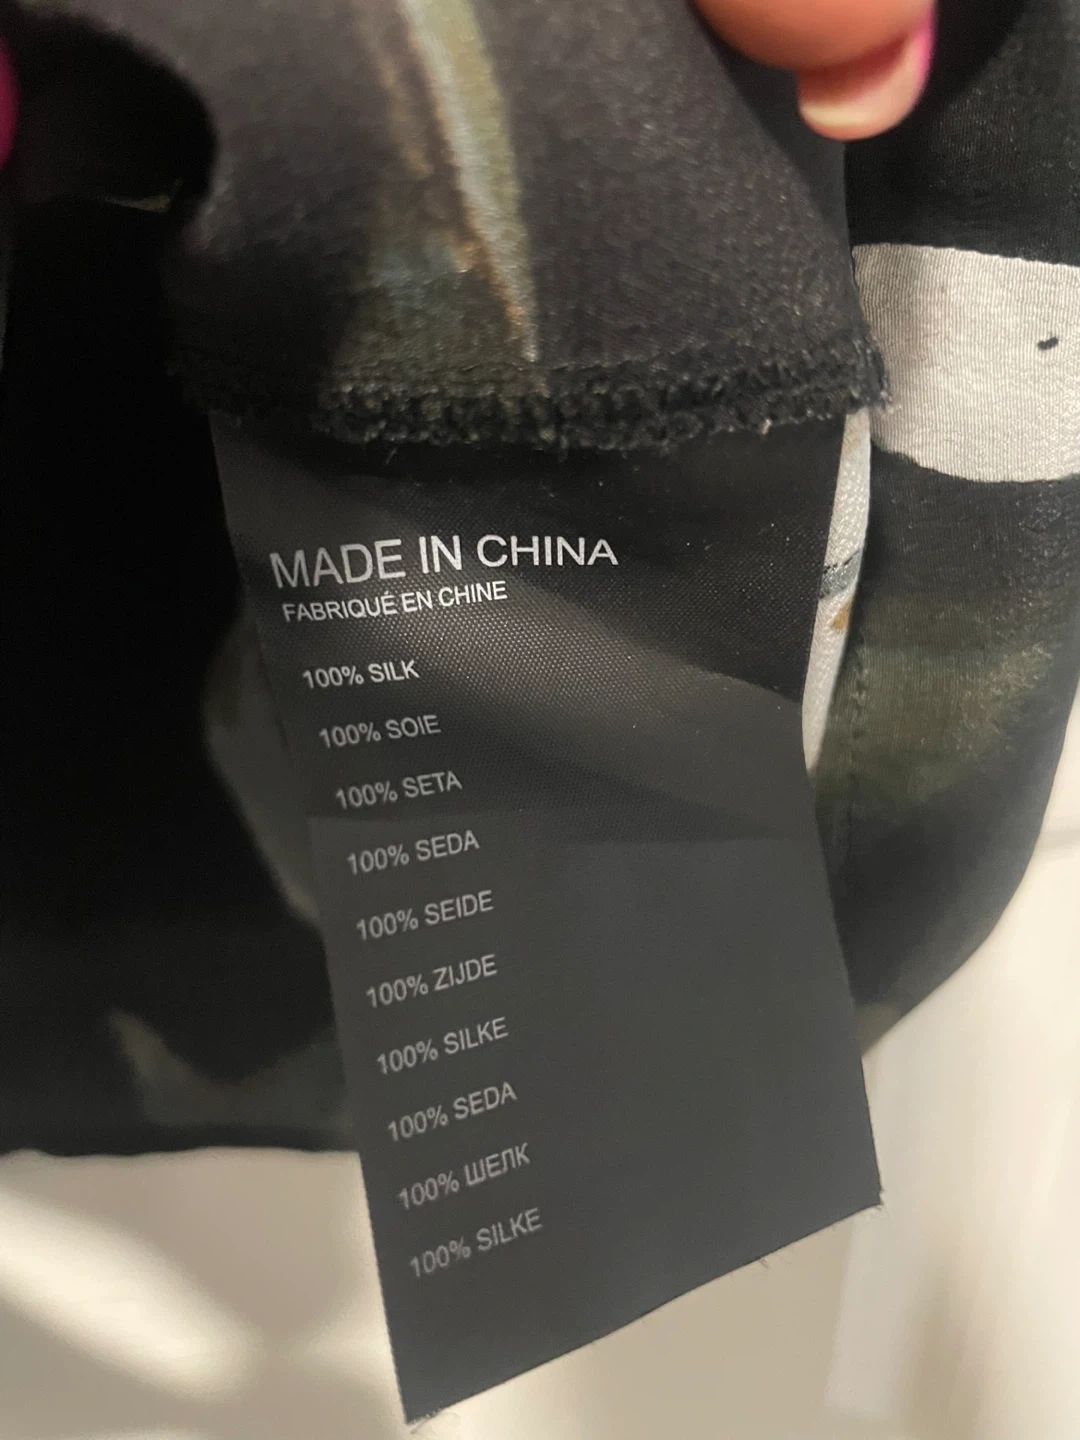 MADE IN CHINA
FABRIQUÉ EN CHINE
100% SILK
100% SOIE
100% SETA
100% SEDA
100% SEIDE
100% ZIJDE
100% SILKE
100% SEDA
100% ШЕЛК
100% SILKE